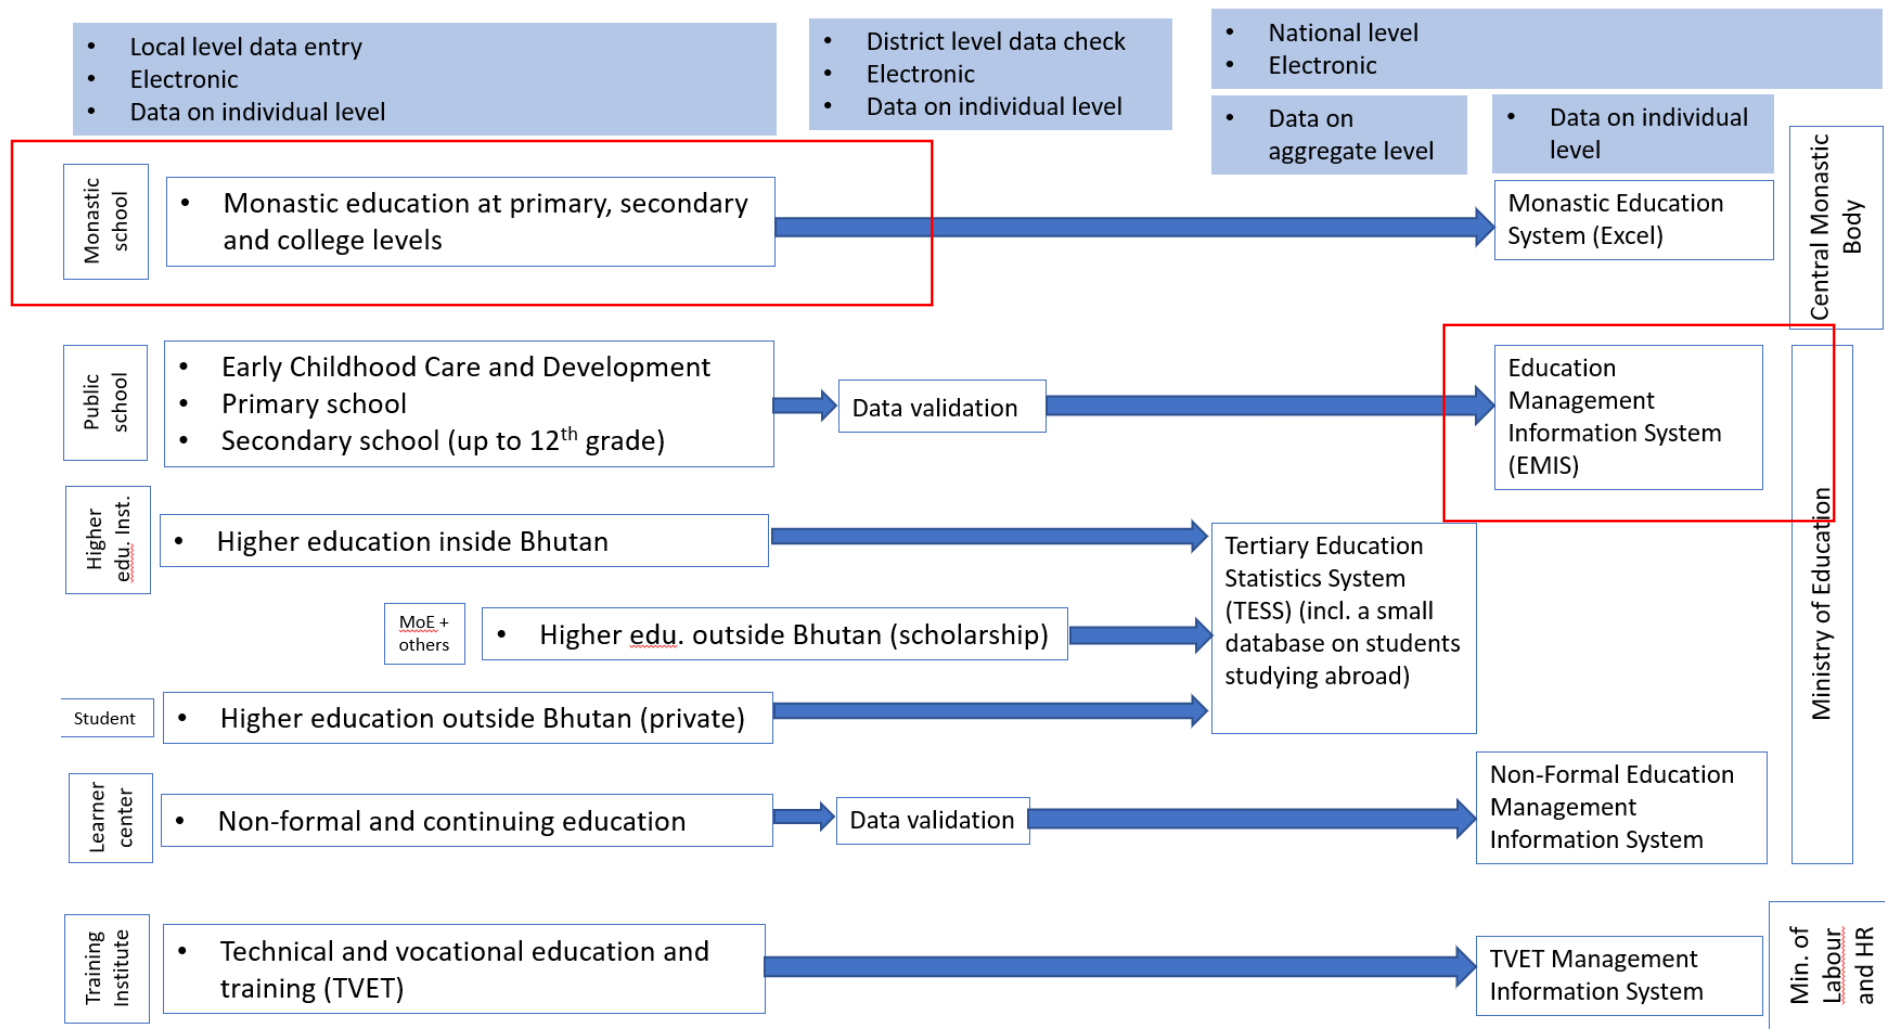 • Local level data entry
• Electronic
• Data on individual level
• District level data check
• Electronic
• Data on individual level
• National level
• Electronic
• Data on
aggregate level
• Data on individual
level
Monastic
school
• Monastic education at primary, secondary
and college levels
Monastic Education
System (Excel)
Central Monastic
Body
Public
school
• Early Childhood Care and Development
• Primary school
• Secondary school (up to 12th grade)
Data validation
Education
Management
Information System
(EMIS)
Ministry of Education
Higher
edu. Inst.
• Higher education inside Bhutan
Tertiary Education
Statistics System
(TESS) (incl. a small
database on students
studying abroad)
MoE +
others
• Higher edu. outside Bhutan (scholarship)
Student
• Higher education outside Bhutan (private)
Learner
center
• Non-formal and continuing education
Data validation
Non-Formal Education
Management
Information System
Training
Institute
• Technical and vocational education and
training (TVET)
TVET Management
Information System
Min. of
Labour
and HR